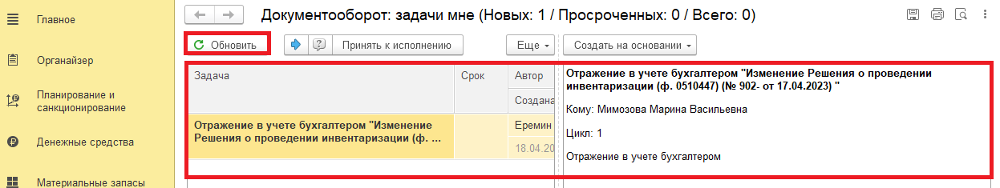 Главное
Органайзер
Планирование и
санкционирование
Денежные средства
Материальные запасы
Документооборот: задачи мне (Новых: 1 / Просроченных: 0 / Всего: 0)
Обновить
Принять к исполнению
Еще
Создать на основании
Задача
Срок
Автор
Создана
Отражение в учете бухгалтером "Изменение
Решения о проведении инвентаризации (ф. ...
Еремин
18.04.20
Отражение в учете бухгалтером "Изменение Решения о проведении
инвентаризации (ф. 0510447) (№ 902- от 17.04.2023) "
Кому: Мимозова Марина Васильевна
Цикл: 1
Отражение в учете бухгалтером